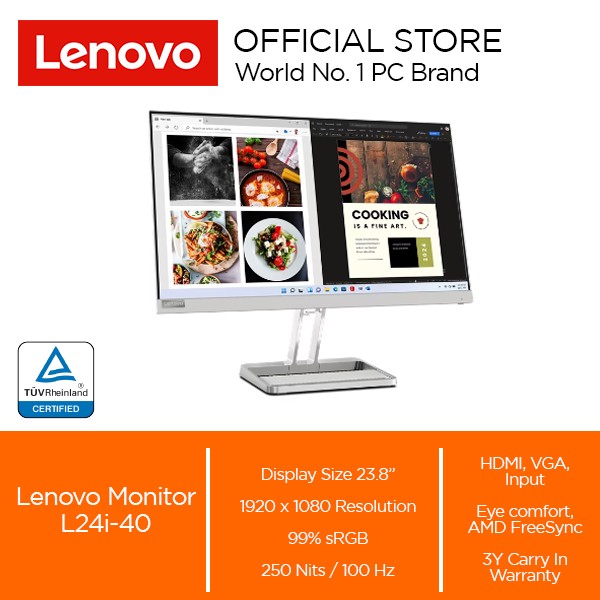 Lenovo
OFFICIAL STORE
World No. 1 PC Brand
COOKING
IS A FINE ART.
2024
TÜVRheinland
CERTIFIED
Lenovo Monitor
L24i-40
Display Size 23.8”
1920 x 1080 Resolution
99% sRGB
250 Nits / 100 Hz
HDMI, VGA,
Input
Eye comfort,
AMD FreeSync
3Y Carry In
Warranty